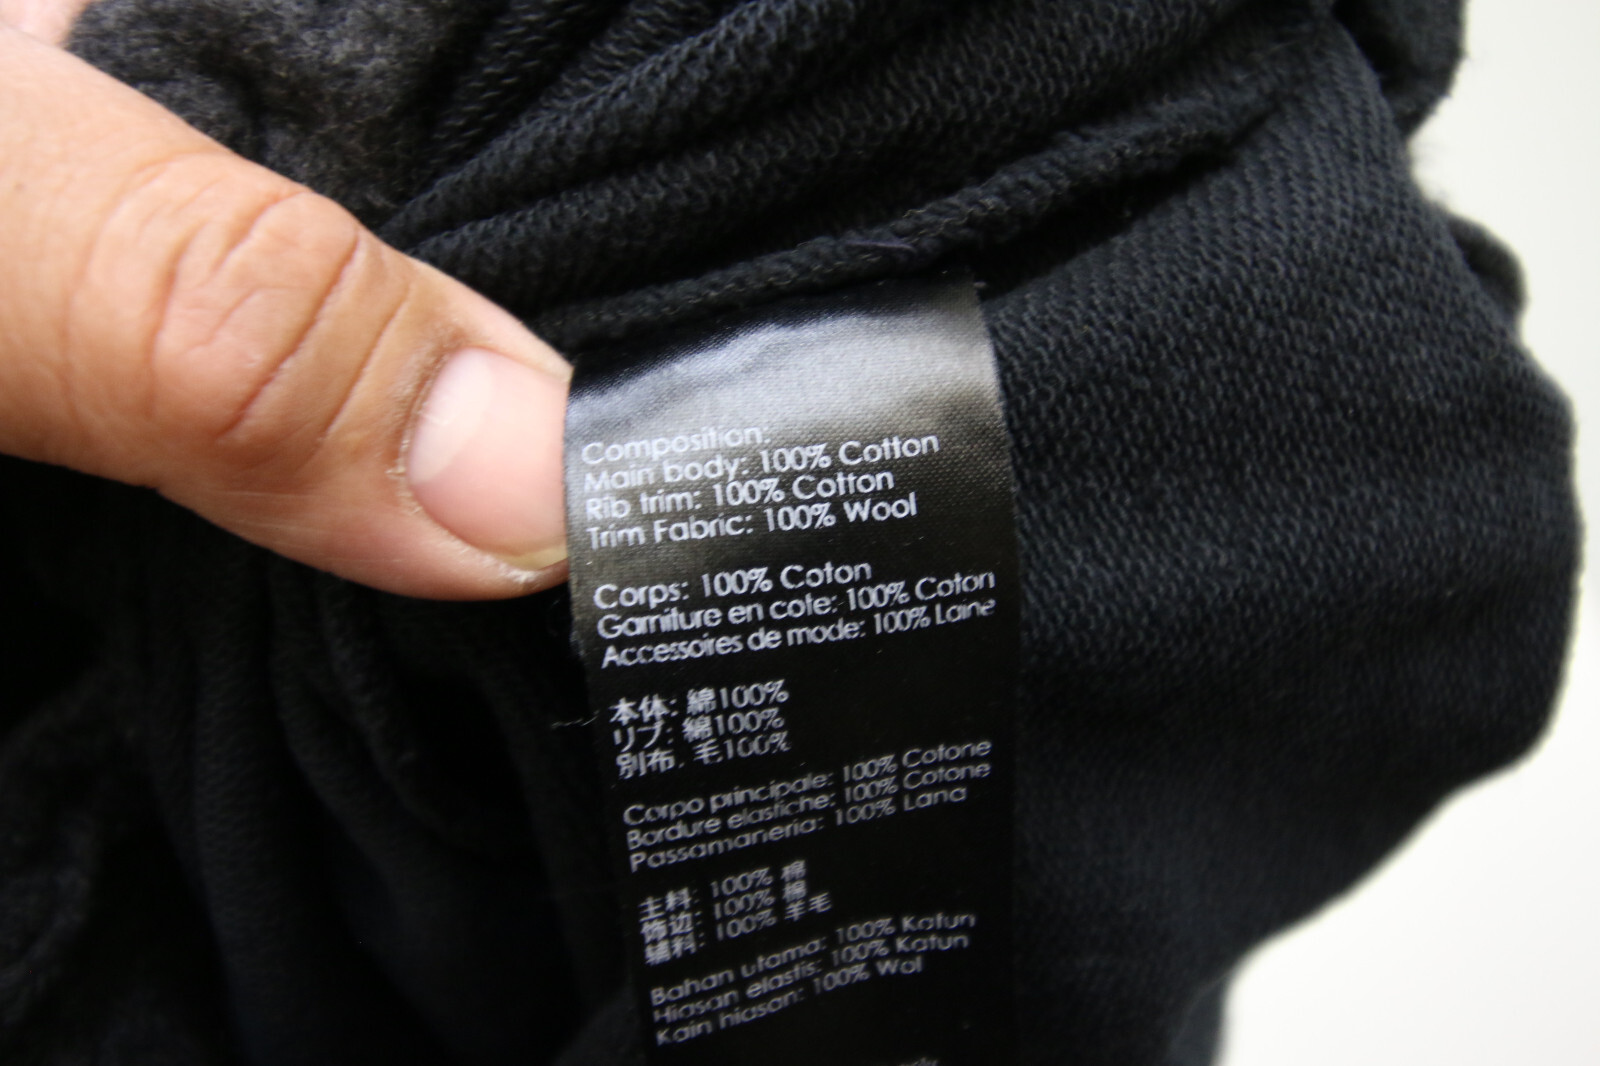 Composition:
Main body: 100% Cotton
Rib trim: 100% Cotton
Trim Fabric: 100% Wool
Corps: 100% Coton
Garniture en cote: 100% Coton
Accessoires de mode: 100% Laine
本体: 綿100%
リブ: 綿100%
別布. 毛100%
Corpo principale: 100% Cotone
Bordure elastiche: 100% Cotone
Passamaneria: 100% Lana
主料: 100% 棉
饰边: 100% 棉
辅料: 100% 羊毛
Bahan utama: 100% Katun
Hiasan elastis: 100% Katun
Kain hiasan: 100% Wol